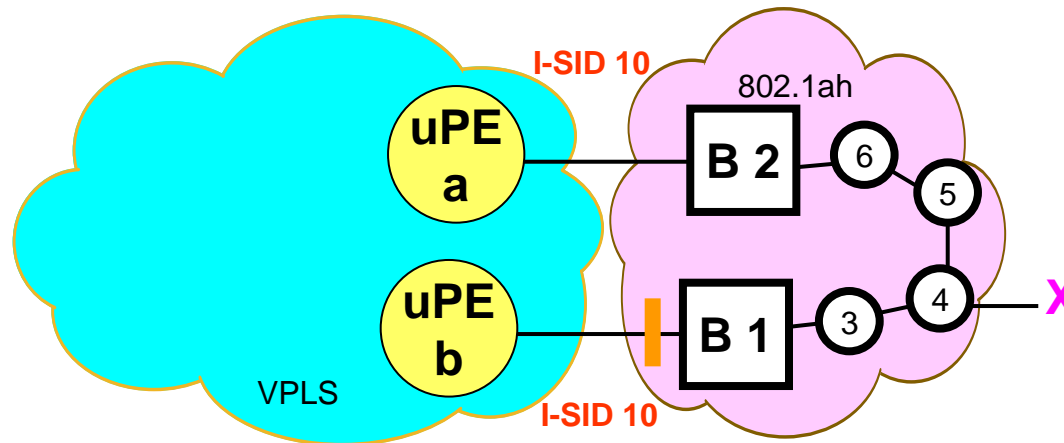 I-SID 10
802.1ah
uPE
a
B 2
6
5
uPE
b
B 1
3
4
X
VPLS
I-SID 10